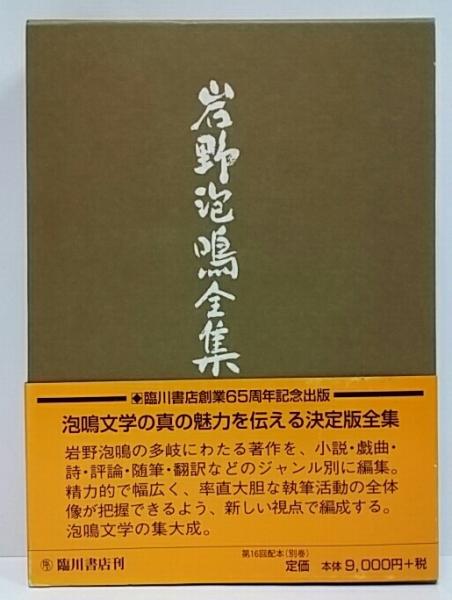 岩野泡鳴全集
◆臨川書店創業65周年記念出版
泡鳴文学の真の魅力を伝える決定版全集
岩野泡鳴の多岐にわたる著作を、小説・戯曲・
詩・評論・随筆・翻訳などのジャンル別に編集。
精力的で幅広く、率直大胆な執筆活動の全体
像が把握できるよう、新しい視点で編成する。
泡鳴文学の集大成。
第16回配本(別巻)
臨川書店刊
定価 本体9,000円+税